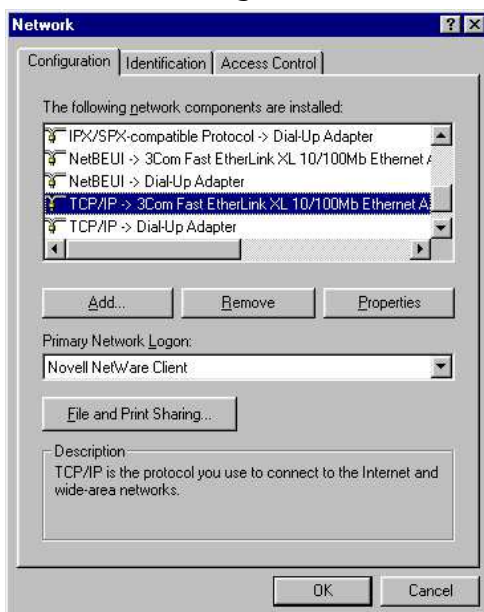 Network
Configuration Identification Access Control
The following network components are installed:
IPX/SPX-compatible Protocol -> Dial-Up Adapter
NetBEUI -> 3Com Fast EtherLink XL 10/100Mb Ethernet
NetBEUI -> Dial-Up Adapter
TCP/IP -> 3Com Fast EtherLink XL 10/100Mb Ethernet A
TCP/IP -> Dial-Up Adapter
Add... Remove Properties
Primary Network Logon:
Novell NetWare Client
File and Print Sharing...
Description
TCP/IP is the protocol you use to connect to the Internet and
wide-area networks.
OK Cancel